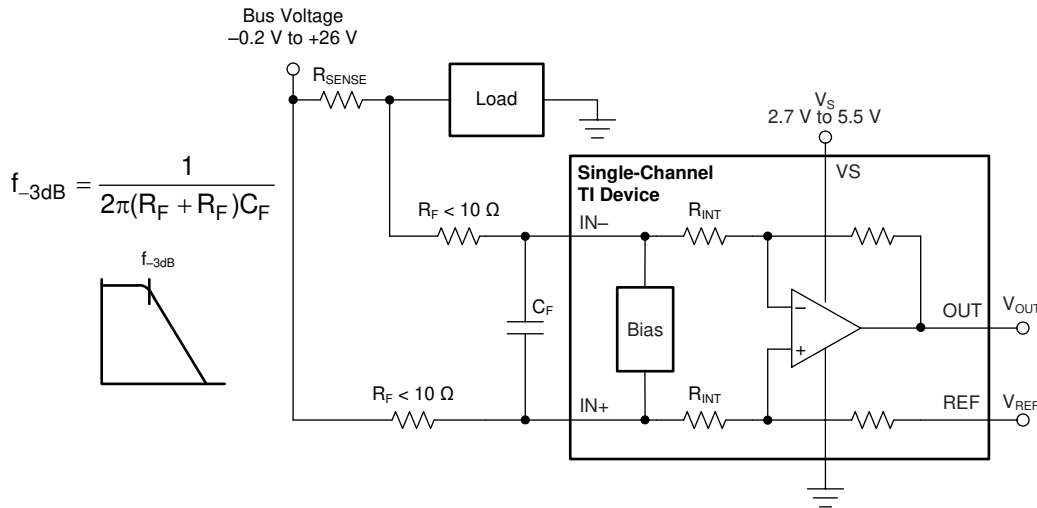 Bus Voltage
–0.2 V to +26 V
R_SENSE
Load
V_S
2.7 V to 5.5 V
f_–3dB = 1 / 2π(R_F + R_F)C_F
f_–3dB
Single-Channel
TI Device
VS
R_F < 10 Ω
IN–
R_INT
C_F
Bias
–
+
OUT
V_OUT
R_F < 10 Ω
IN+
R_INT
REF
V_REF